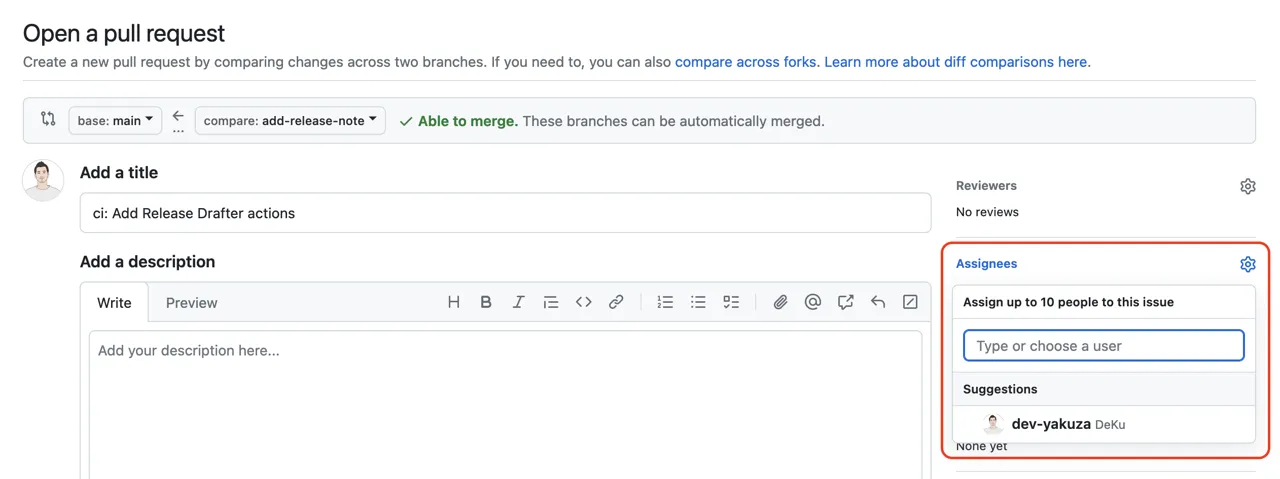 Open a pull request
Create a new pull request by comparing changes across two branches. If you need to, you can also compare across forks. Learn more about diff comparisons here.
base: main
...
compare: add-release-note
Able to merge. These branches can be automatically merged.
Add a title
ci: Add Release Drafter actions
Add a description
Write
Preview
Add your description here...
Reviewers
No reviews
Assignees
Assign up to 10 people to this issue
Type or choose a user
Suggestions
dev-yakuza DeKu
None yet